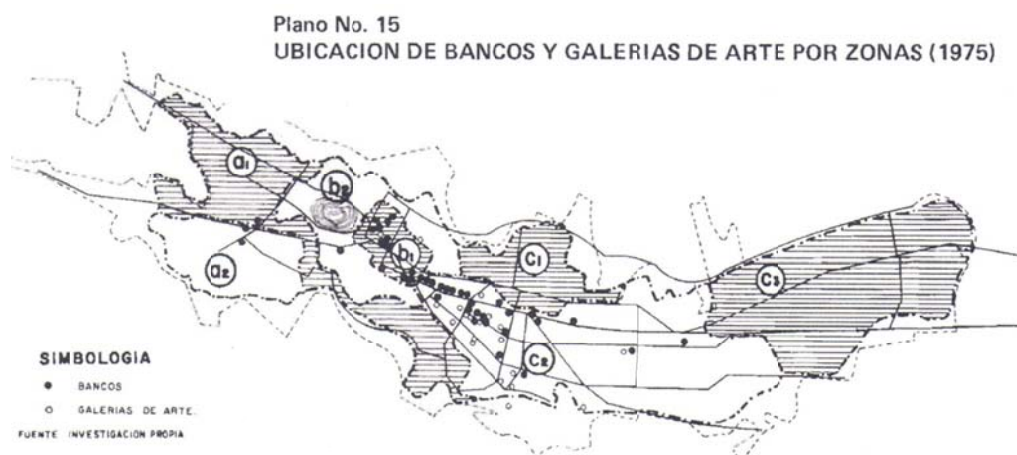 Plano No. 15
UBICACION DE BANCOS Y GALERIAS DE ARTE POR ZONAS (1975)
a1
b2
a2
b1
c1
c3
c2
SIMBOLOGIA
BANCOS
GALERIAS DE ARTE.
FUENTE INVESTIGACION PROPIA